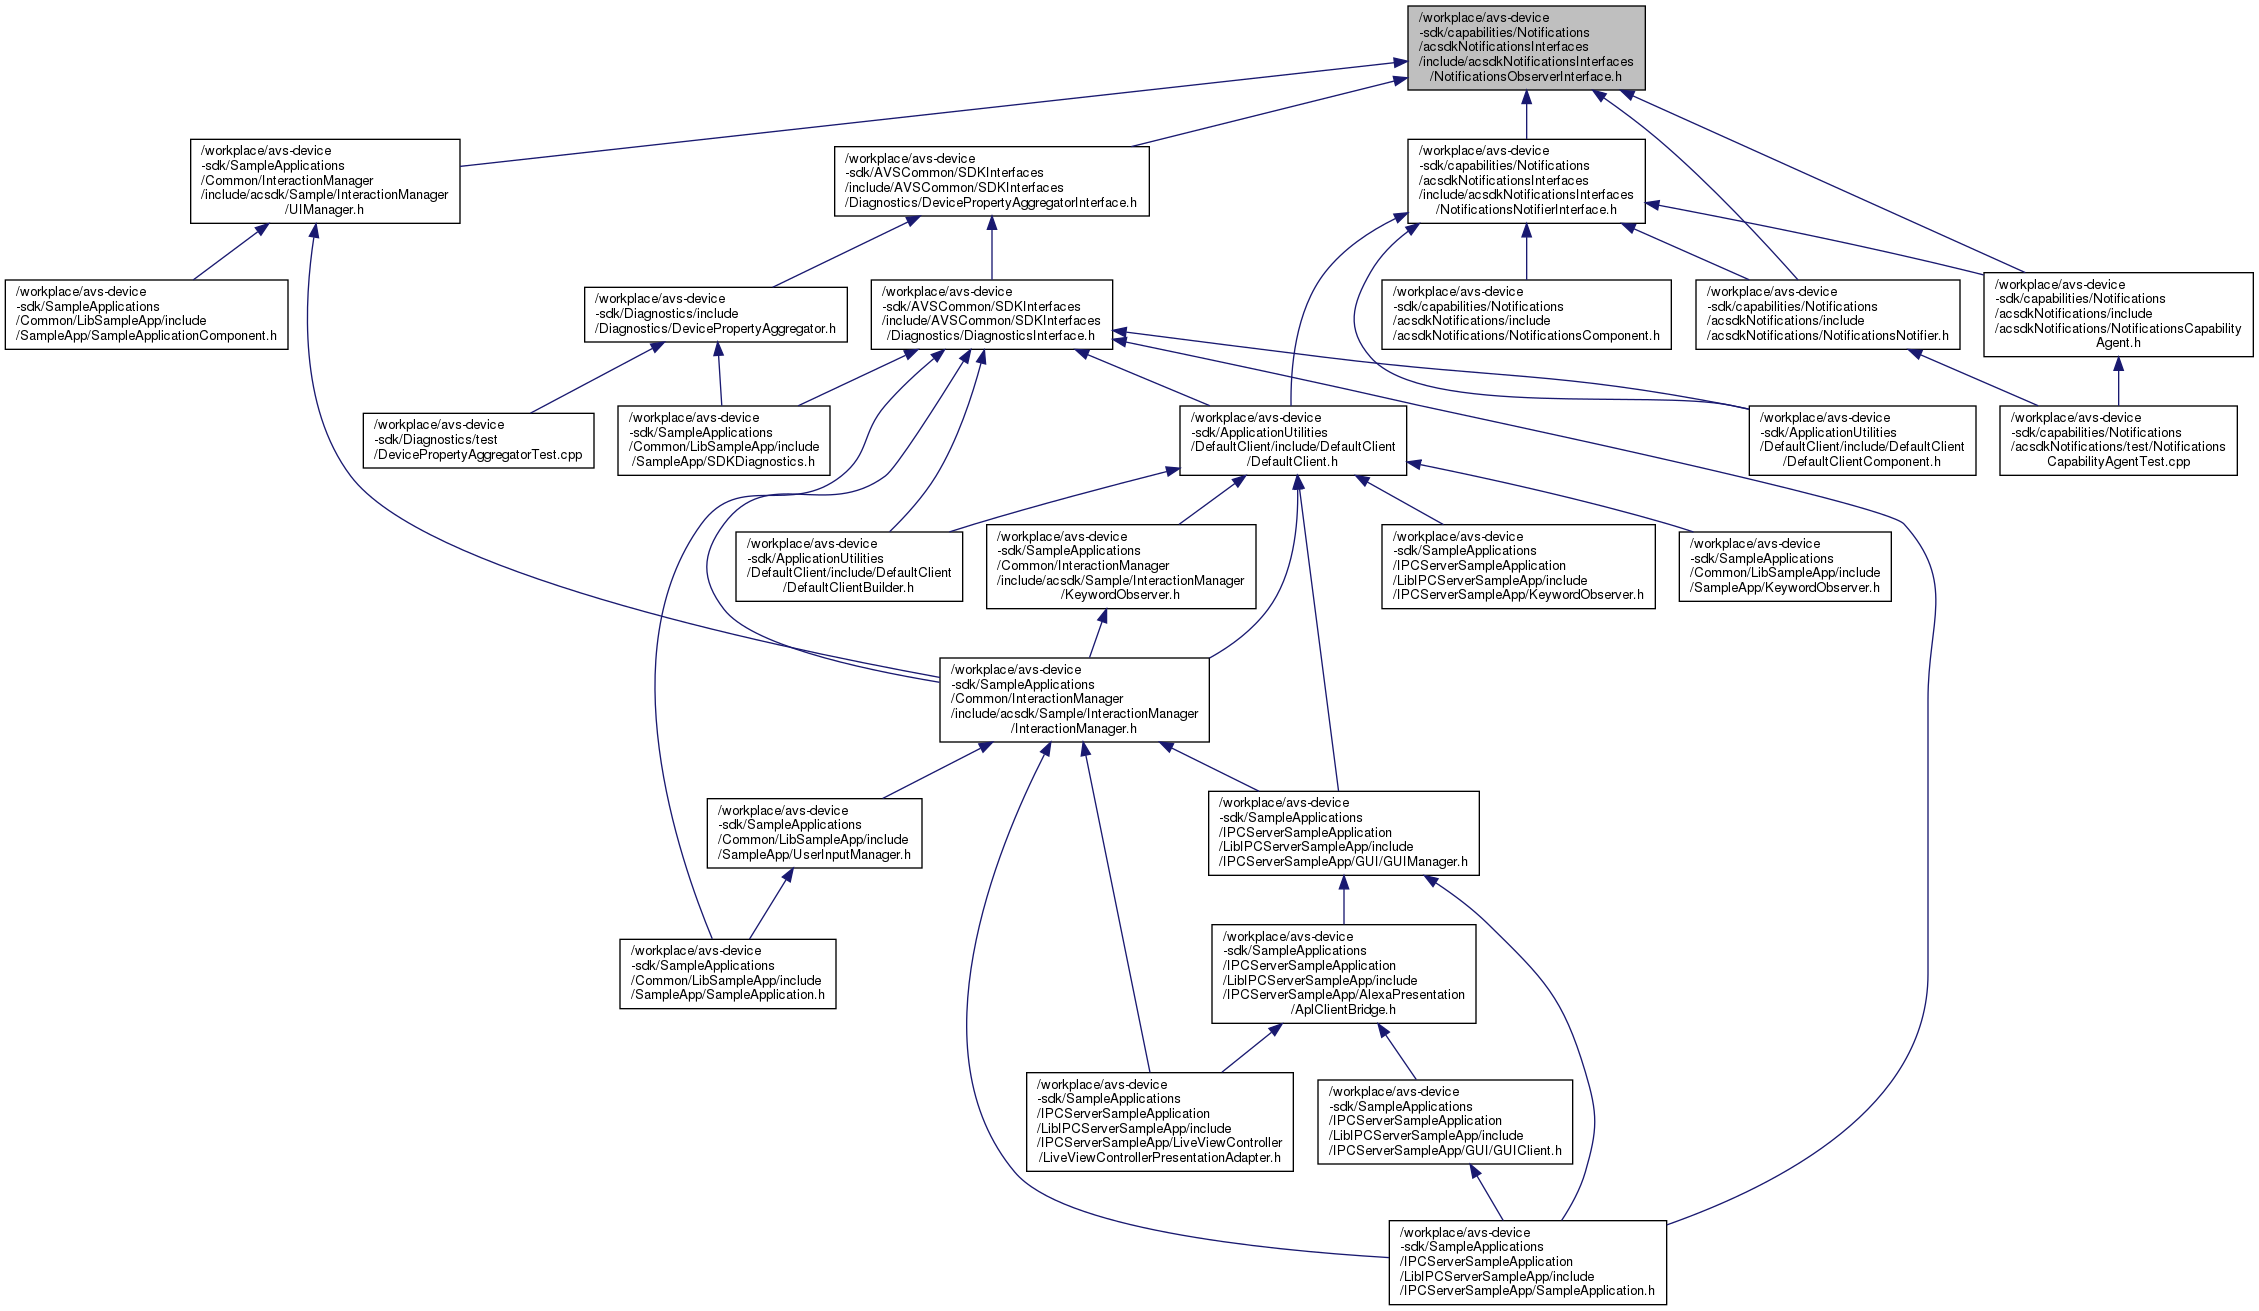 /workplace/avs-device
-sdk/capabilities/Notifications
/acsdkNotificationsInterfaces
/include/acsdkNotificationsInterfaces
/NotificationsObserverInterface.h
/workplace/avs-device
-sdk/SampleApplications
/Common/InteractionManager
/include/acsdk/Sample/InteractionManager
/UIManager.h
/workplace/avs-device
-sdk/AVSCommon/SDKInterfaces
/include/AVSCommon/SDKInterfaces
/Diagnostics/DevicePropertyAggregatorInterface.h
/workplace/avs-device
-sdk/capabilities/Notifications
/acsdkNotificationsInterfaces
/include/acsdkNotificationsInterfaces
/NotificationsNotifierInterface.h
/workplace/avs-device
-sdk/SampleApplications
/Common/LibSampleApp/include
/SampleApp/SampleApplicationComponent.h
/workplace/avs-device
-sdk/Diagnostics/include
/Diagnostics/DevicePropertyAggregator.h
/workplace/avs-device
-sdk/AVSCommon/SDKInterfaces
/include/AVSCommon/SDKInterfaces
/Diagnostics/DiagnosticsInterface.h
/workplace/avs-device
-sdk/capabilities/Notifications
/acsdkNotifications/include
/acsdkNotifications/NotificationsComponent.h
/workplace/avs-device
-sdk/capabilities/Notifications
/acsdkNotifications/include
/acsdkNotifications/NotificationsNotifier.h
/workplace/avs-device
-sdk/capabilities/Notifications
/acsdkNotifications/include
/acsdkNotifications/NotificationsCapability
Agent.h
/workplace/avs-device
-sdk/Diagnostics/test
/DevicePropertyAggregatorTest.cpp
/workplace/avs-device
-sdk/SampleApplications
/Common/LibSampleApp/include
/SampleApp/SDKDiagnostics.h
/workplace/avs-device
-sdk/ApplicationUtilities
/DefaultClient/include/DefaultClient
/DefaultClient.h
/workplace/avs-device
-sdk/ApplicationUtilities
/DefaultClient/include/DefaultClient
/DefaultClientComponent.h
/workplace/avs-device
-sdk/capabilities/Notifications
/acsdkNotifications/test/Notifications
CapabilityAgentTest.cpp
/workplace/avs-device
-sdk/ApplicationUtilities
/DefaultClient/include/DefaultClient
/DefaultClientBuilder.h
/workplace/avs-device
-sdk/SampleApplications
/Common/InteractionManager
/include/acsdk/Sample/InteractionManager
/KeywordObserver.h
/workplace/avs-device
-sdk/SampleApplications
/IPCServerSampleApplication
/LibIPCServerSampleApp/include
/IPCServerSampleApp/KeywordObserver.h
/workplace/avs-device
-sdk/SampleApplications
/Common/LibSampleApp/include
/SampleApp/KeywordObserver.h
/workplace/avs-device
-sdk/SampleApplications
/Common/InteractionManager
/include/acsdk/Sample/InteractionManager
/InteractionManager.h
/workplace/avs-device
-sdk/SampleApplications
/Common/LibSampleApp/include
/SampleApp/UserInputManager.h
/workplace/avs-device
-sdk/SampleApplications
/IPCServerSampleApplication
/LibIPCServerSampleApp/include
/IPCServerSampleApp/GUI/GUIManager.h
/workplace/avs-device
-sdk/SampleApplications
/Common/LibSampleApp/include
/SampleApp/SampleApplication.h
/workplace/avs-device
-sdk/SampleApplications
/IPCServerSampleApplication
/LibIPCServerSampleApp/include
/IPCServerSampleApp/AlexaPresentation
/AplClientBridge.h
/workplace/avs-device
-sdk/SampleApplications
/IPCServerSampleApplication
/LibIPCServerSampleApp/include
/IPCServerSampleApp/LiveViewController
/LiveViewControllerPresentationAdapter.h
/workplace/avs-device
-sdk/SampleApplications
/IPCServerSampleApplication
/LibIPCServerSampleApp/include
/IPCServerSampleApp/GUI/GUIClient.h
/workplace/avs-device
-sdk/SampleApplications
/IPCServerSampleApplication
/LibIPCServerSampleApp/include
/IPCServerSampleApp/SampleApplication.h